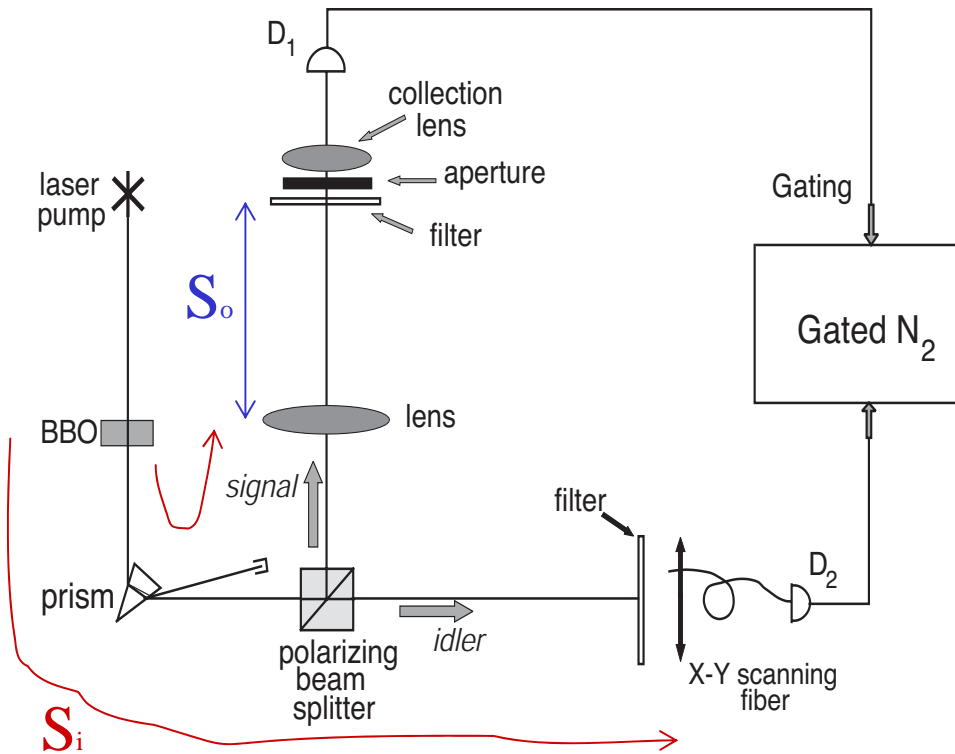 D1
collection
lens
aperture
filter
laser
pump
Gating
So
Gated N2
BBO
lens
signal
filter
prism
D2
idler
polarizing
beam
splitter
X-Y scanning
fiber
Si